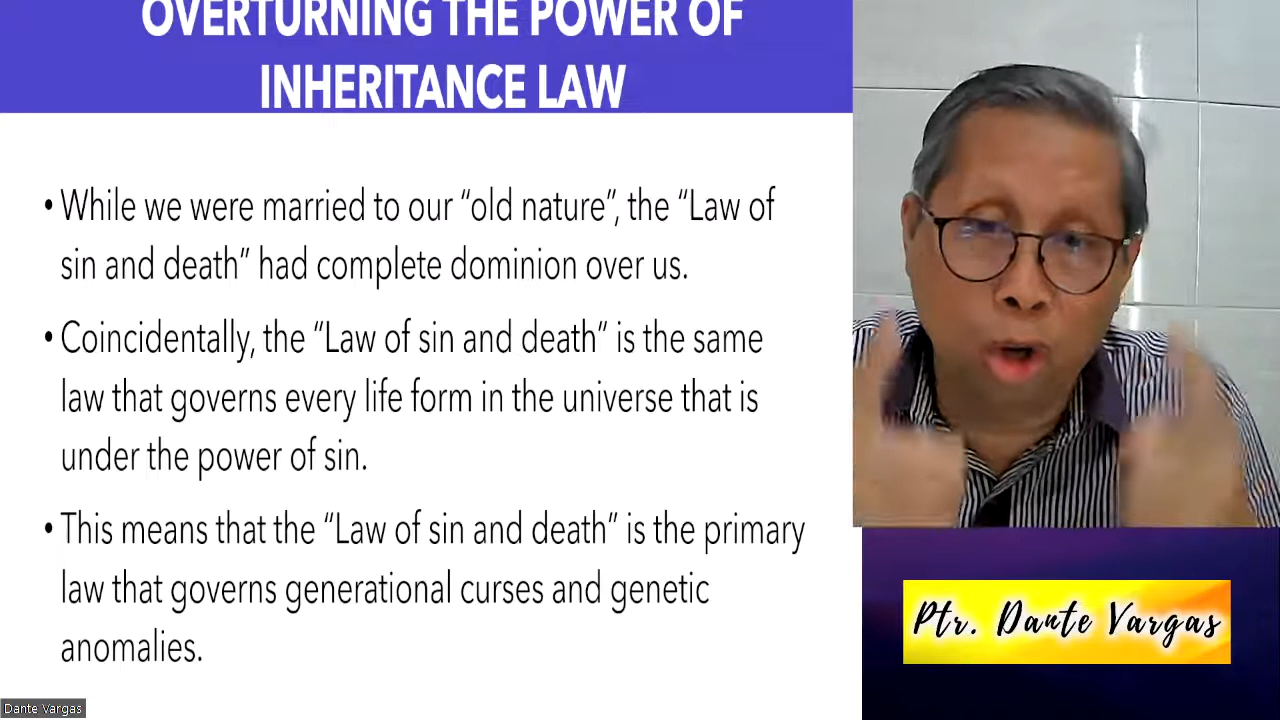 OVERTURNING THE POWER OF
INHERITANCE LAW
• While we were married to our “old nature”, the “Law of
sin and death” had complete dominion over us.
• Coincidentally, the “Law of sin and death” is the same
law that governs every life form in the universe that is
under the power of sin.
• This means that the “Law of sin and death” is the primary
law that governs generational curses and genetic
anomalies.
Ptr. Dante Vargas
Dante Vargas